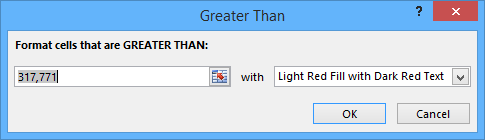 Greater Than
?
Format cells that are GREATER THAN:
317,771 with Light Red Fill with Dark Red Text
OK Cancel